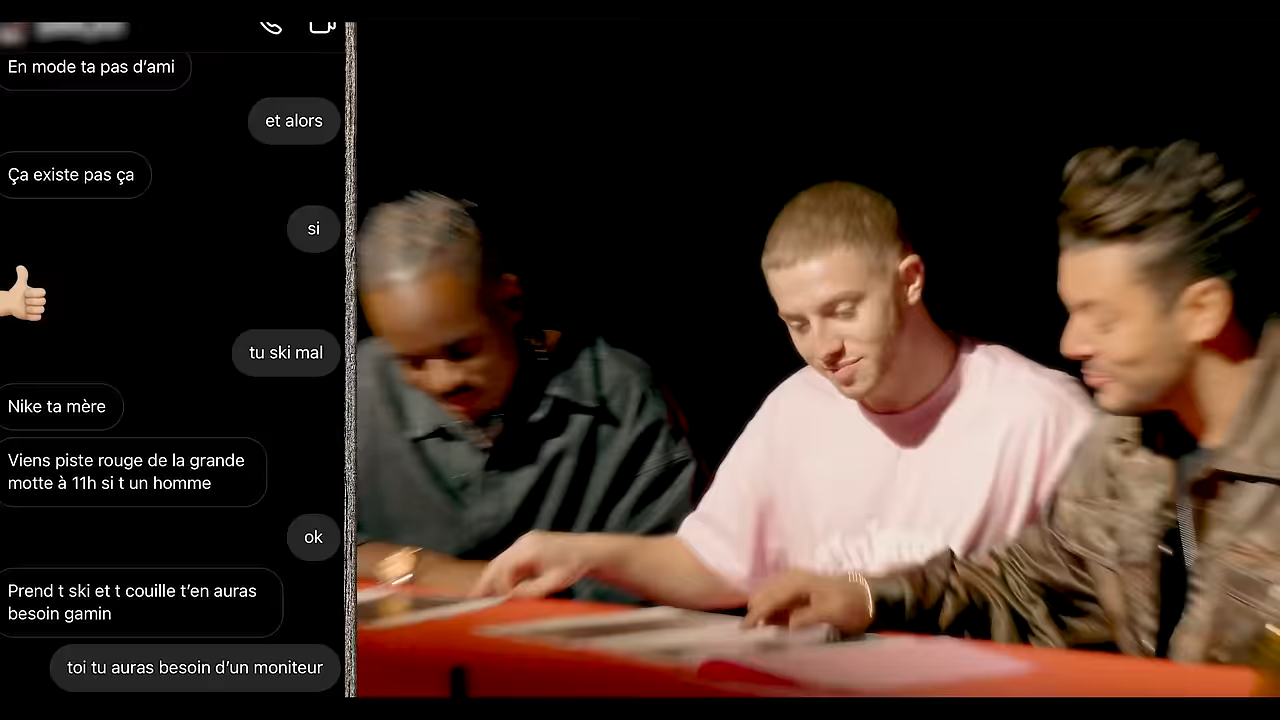 En mode ta pas d’ami
et alors
Ça existe pas ça
si
tu ski mal
Nike ta mère
Viens piste rouge de la grande
motte à 11h si t un homme
ok
Prend t ski et t couille t’en auras
besoin gamin
toi tu auras besoin d’un moniteur